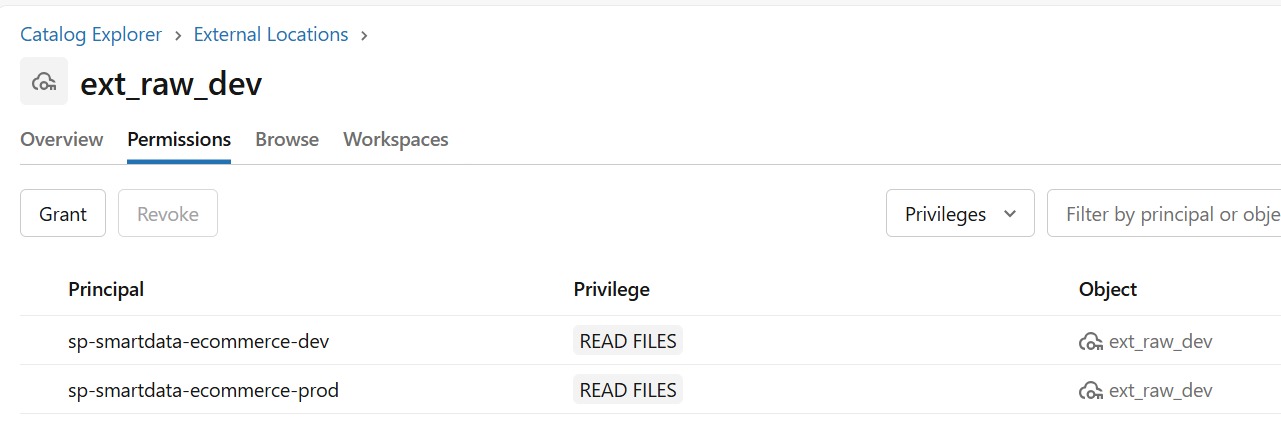 Catalog Explorer > External Locations >
ext_raw_dev
Overview Permissions Browse Workspaces
Grant Revoke Privileges Filter by principal or obje
Principal Privilege Object
sp-smartdata-ecommerce-dev READ FILES ext_raw_dev
sp-smartdata-ecommerce-prod READ FILES ext_raw_dev